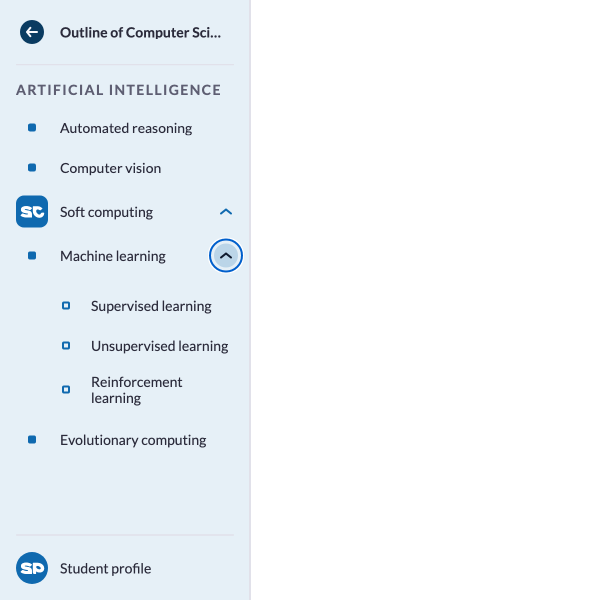 Outline of Computer Sci...
ARTIFICIAL INTELLIGENCE
Automated reasoning
Computer vision
sc Soft computing
Machine learning
Supervised learning
Unsupervised learning
Reinforcement
learning
Evolutionary computing
sp Student profile